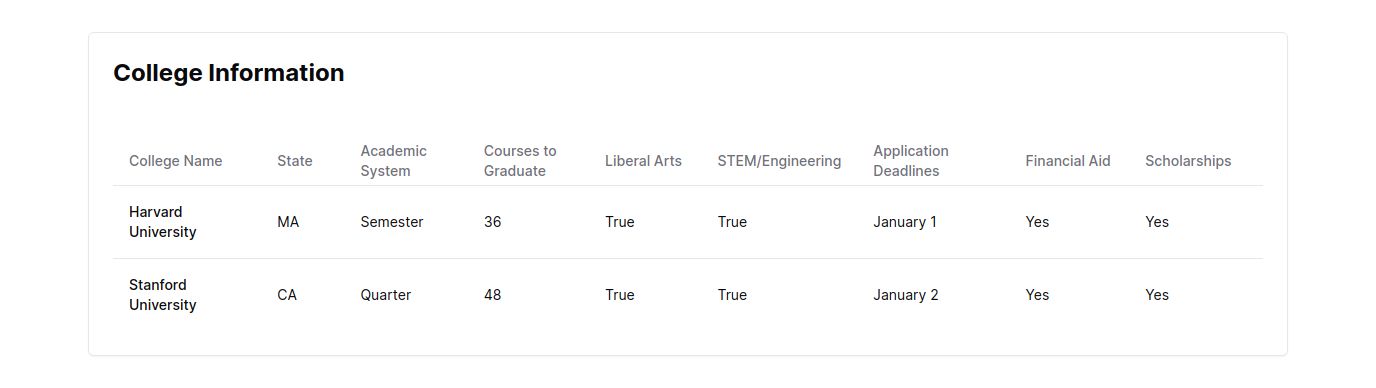 College Information
College Name State Academic System Courses to Graduate Liberal Arts STEM/Engineering Application Deadlines Financial Aid Scholarships
Harvard University MA Semester 36 True True January 1 Yes Yes
Stanford University CA Quarter 48 True True January 2 Yes Yes